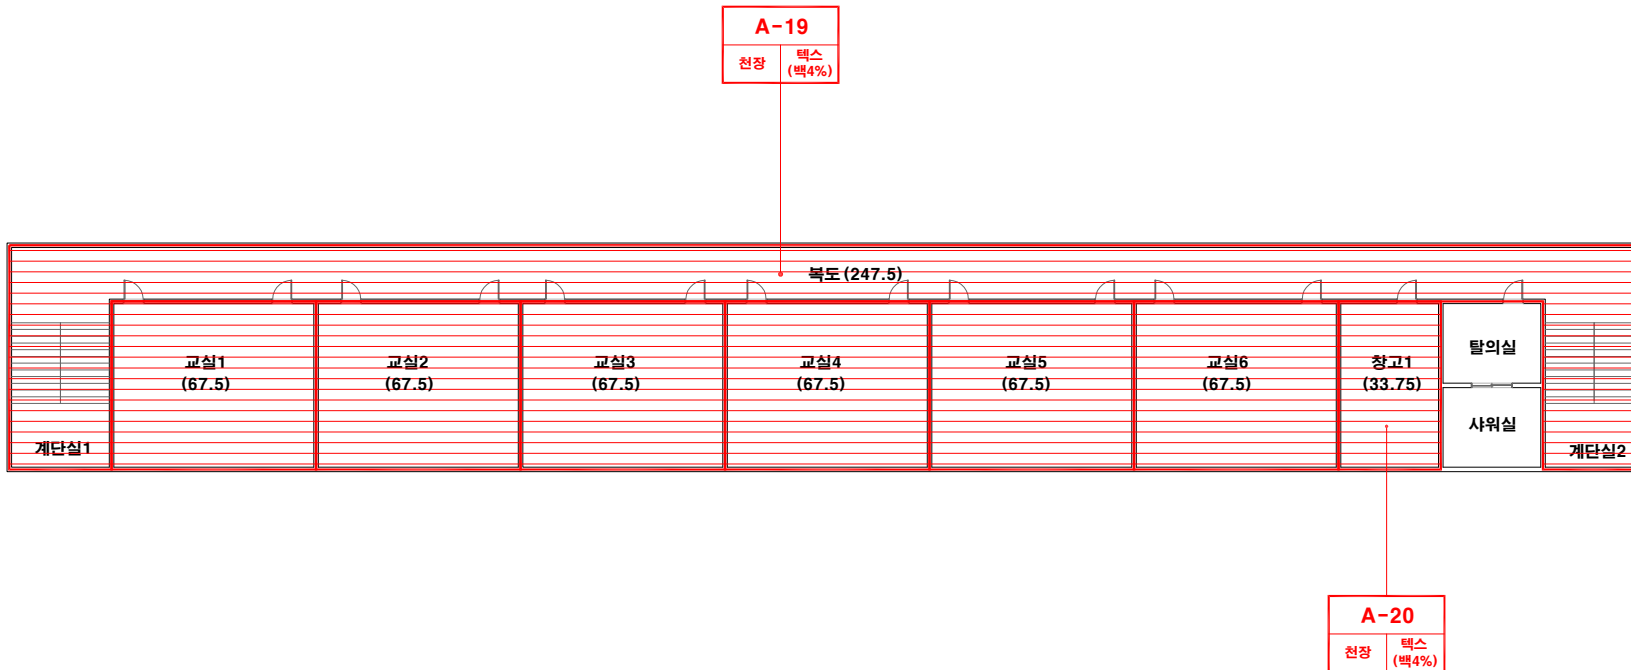 A-19
천장
텍스
(백4%)
복도(247.5)
교실1
(67.5)
교실2
(67.5)
교실3
(67.5)
교실4
(67.5)
교실5
(67.5)
교실6
(67.5)
창고1
(33.75)
탈의실
샤워실
계단실1
계단실2
A-20
천장
텍스
(백4%)